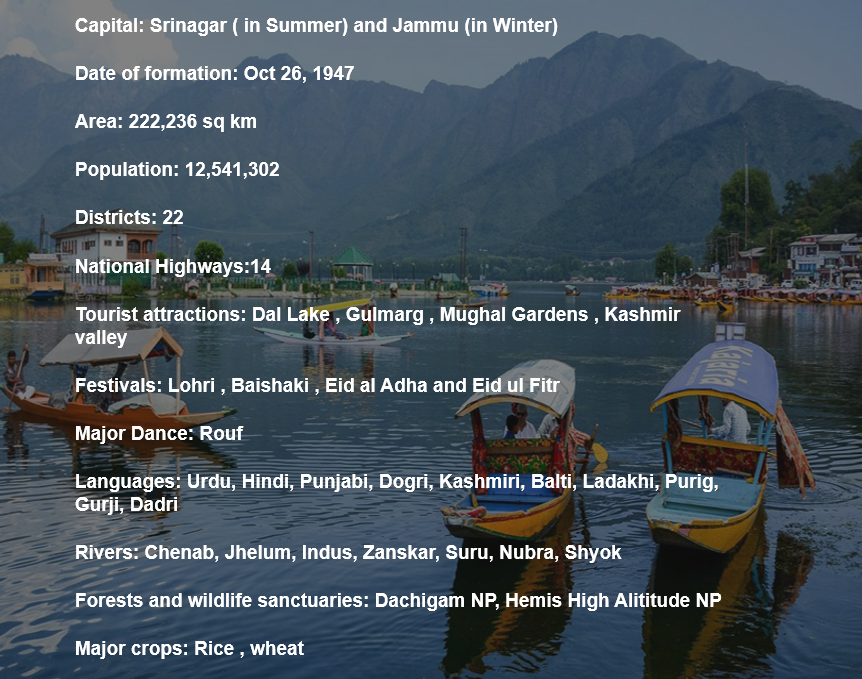 Capital: Srinagar ( in Summer) and Jammu (in Winter)
Date of formation: Oct 26, 1947
Area: 222,236 sq km
Population: 12,541,302
Districts: 22
National Highways:14
Tourist attractions: Dal Lake , Gulmarg , Mughal Gardens , Kashmir
valley
Festivals: Lohri , Baishaki , Eid al Adha and Eid ul Fitr
Major Dance: Rouf
Languages: Urdu, Hindi, Punjabi, Dogri, Kashmiri, Balti, Ladakhi, Purig,
Gurji, Dadri
Rivers: Chenab, Jhelum, Indus, Zanskar, Suru, Nubra, Shyok
Forests and wildlife sanctuaries: Dachigam NP, Hemis High Alititude NP
Major crops: Rice , wheat